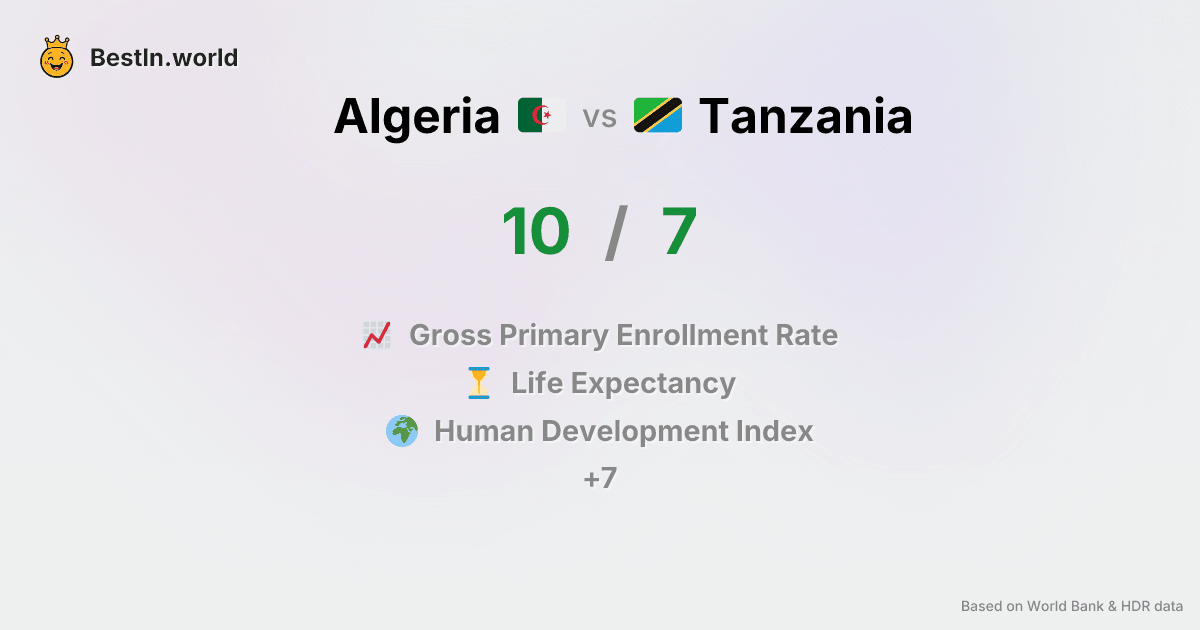 BestIn.world
Algeria vs Tanzania
10 / 7
Gross Primary Enrollment Rate
Life Expectancy
Human Development Index
+7
Based on World Bank & HDR data